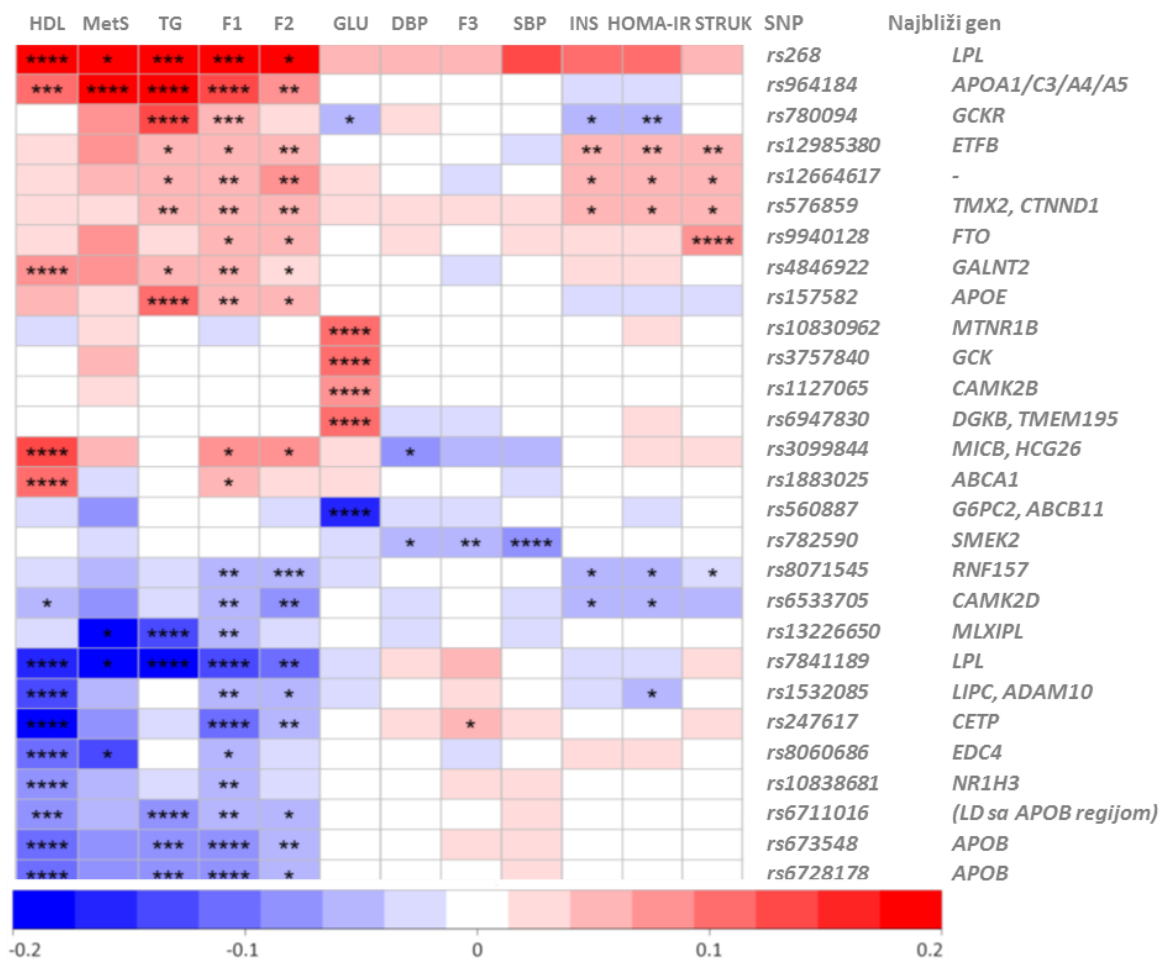 HDL MetS TG F1 F2 GLU DBP F3 SBP INS HOMA-IR STRUK SNP Najbliži gen
**** * *** *** * rs268 LPL
*** **** **** **** ** rs964184 APOA1/C3/A4/A5
**** *** * * ** rs780094 GCKR
* * ** ** ** ** rs12985380 ETFB
* ** ** * * * rs12664617 -
** ** ** * * * rs576859 TMX2, CTNND1
* * **** rs9940128 FTO
**** * ** * rs4846922 GALNT2
**** ** * rs157582 APOE
**** rs10830962 MTNR1B
**** rs3757840 GCK
**** rs1127065 CAMK2B
**** rs6947830 DGKB, TMEM195
**** * * * rs3099844 MICB, HCG26
**** * rs1883025 ABCA1
**** rs560887 G6PC2, ABCB11
* ** **** rs782590 SMEK2
** *** * * * rs8071545 RNF157
* ** ** * * rs6533705 CAMK2D
* **** ** rs13226650 MLXIPL
**** * **** **** ** rs7841189 LPL
**** ** * * rs1532085 LIPC, ADAM10
**** **** ** * rs247617 CETP
**** * * rs8060686 EDC4
**** ** rs10838681 NR1H3
*** **** ** * rs6711016 (LD sa APOB regijom)
**** *** **** ** rs673548 APOB
**** *** **** * rs6728178 APOB
-0.2 -0.1 0 0.1 0.2